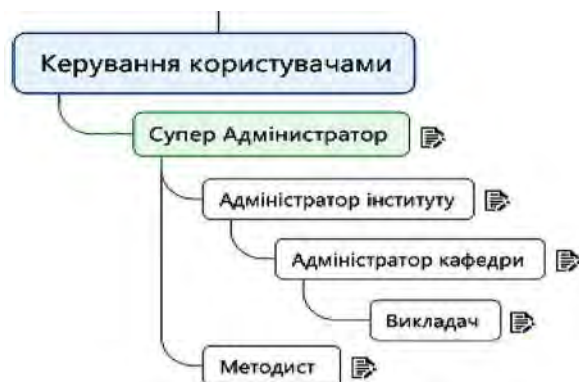 Керування користувачами
Супер Адміністратор
Адміністратор інституту
Адміністратор кафедри
Викладач
Методист